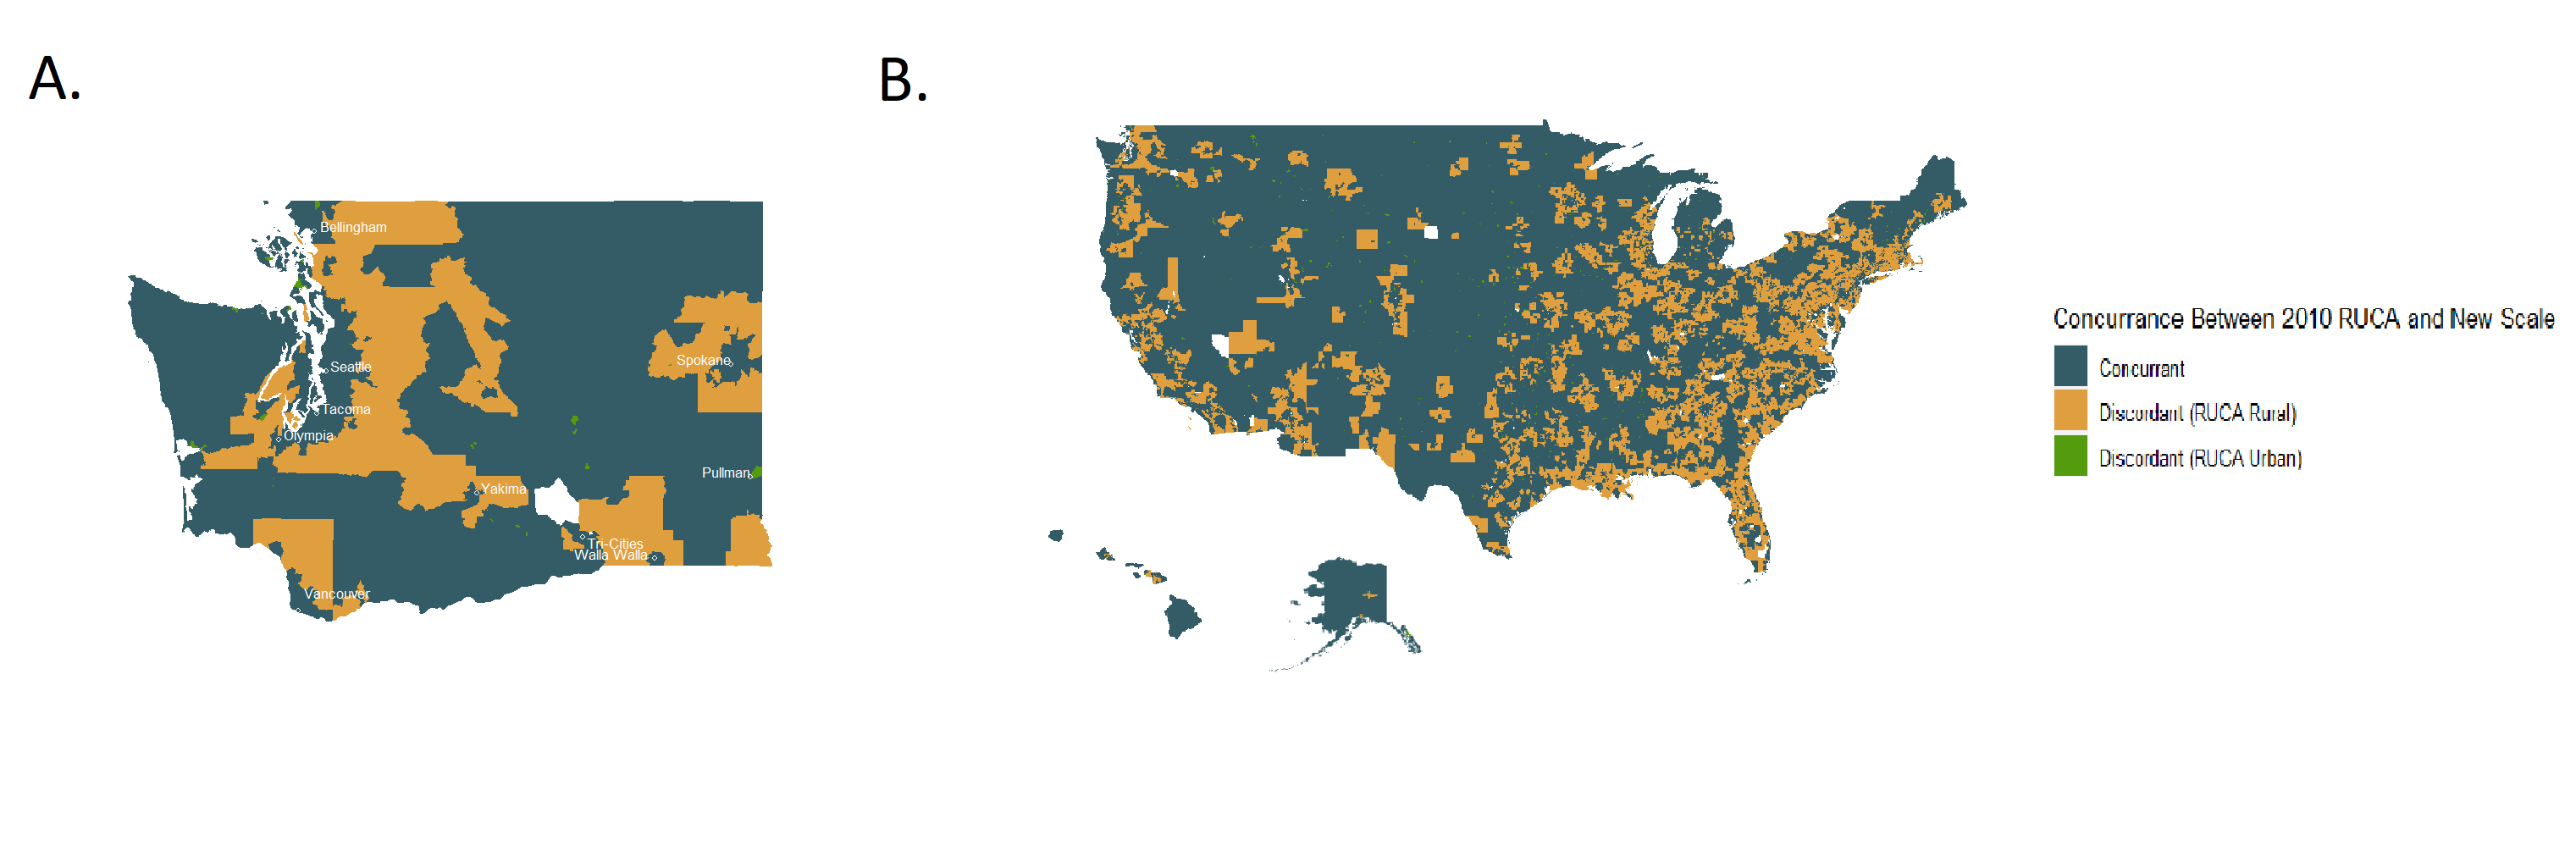 A.
B.
Bellingham
Seattle
Spokane
Tacoma
Olympia
Pullman
Yakima
Tri-Cities
Walla Walla
Vancouver
Concurrance Between 2010 RUCA and New Scale
Concurrant
Discordant (RUCA Rural)
Discordant (RUCA Urban)